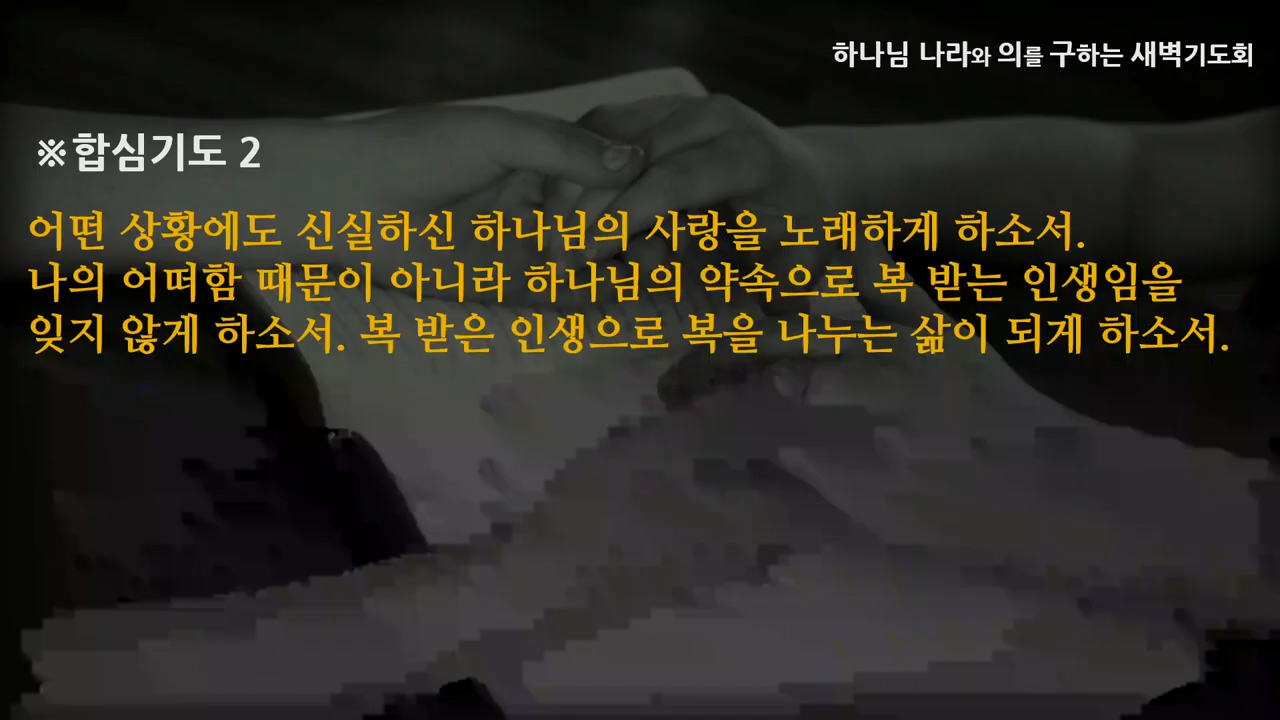 하나님 나라와 의를 구하는 새벽기도회
※합심기도 2
어떤 상황에도 신실하신 하나님의 사랑을 노래하게 하소서.
나의 어떠함 때문이 아니라 하나님의 약속으로 복 받는 인생임을
잊지 않게 하소서. 복 받은 인생으로 복을 나누는 삶이 되게 하소서.